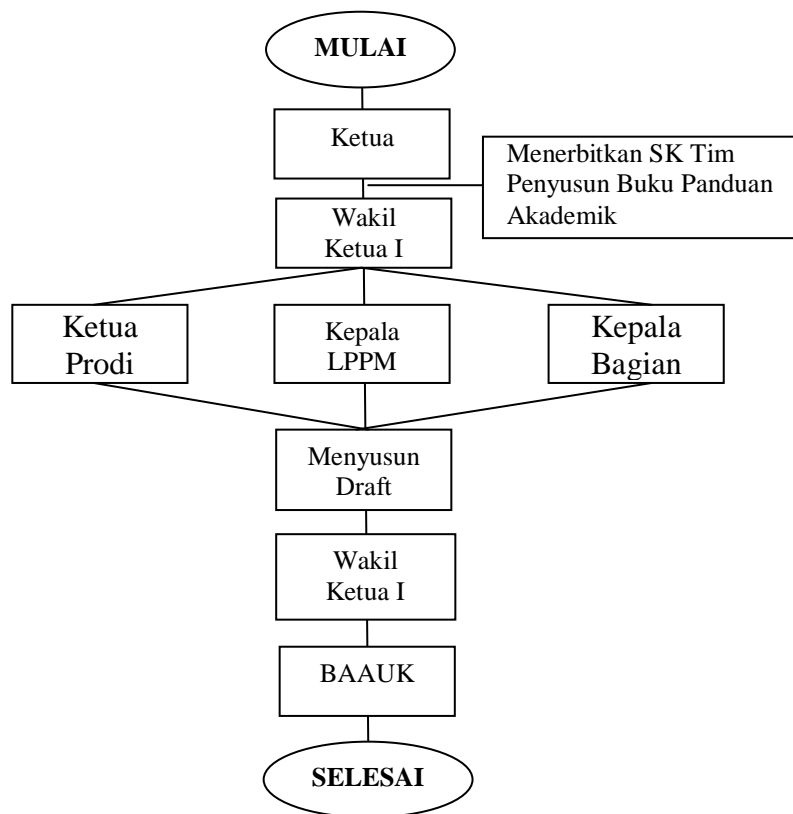 MULAI
Ketua
Menerbitkan SK Tim
Penyusun Buku Panduan
Akademik
Wakil
Ketua I
Ketua
Prodi
Kepala
LPPM
Kepala
Bagian
Menyusun
Draft
Wakil
Ketua I
BAAUK
SELESAI